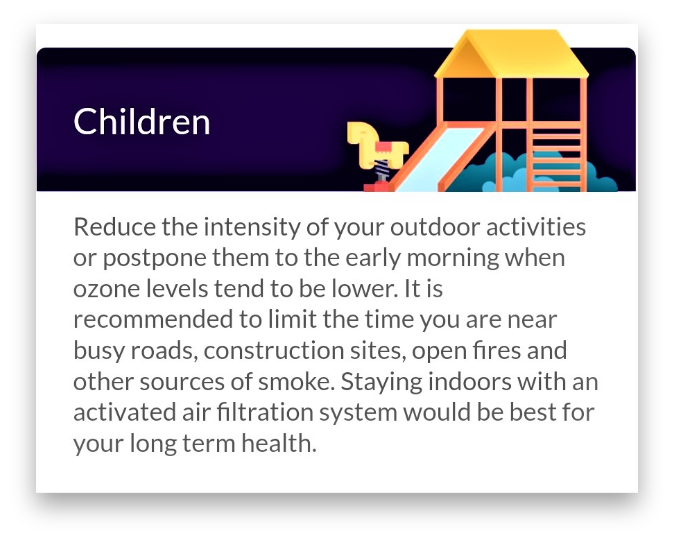 Children
Reduce the intensity of your outdoor activities
or postpone them to the early morning when
ozone levels tend to be lower. It is
recommended to limit the time you are near
busy roads, construction sites, open fires and
other sources of smoke. Staying indoors with an
activated air filtration system would be best for
your long term health.